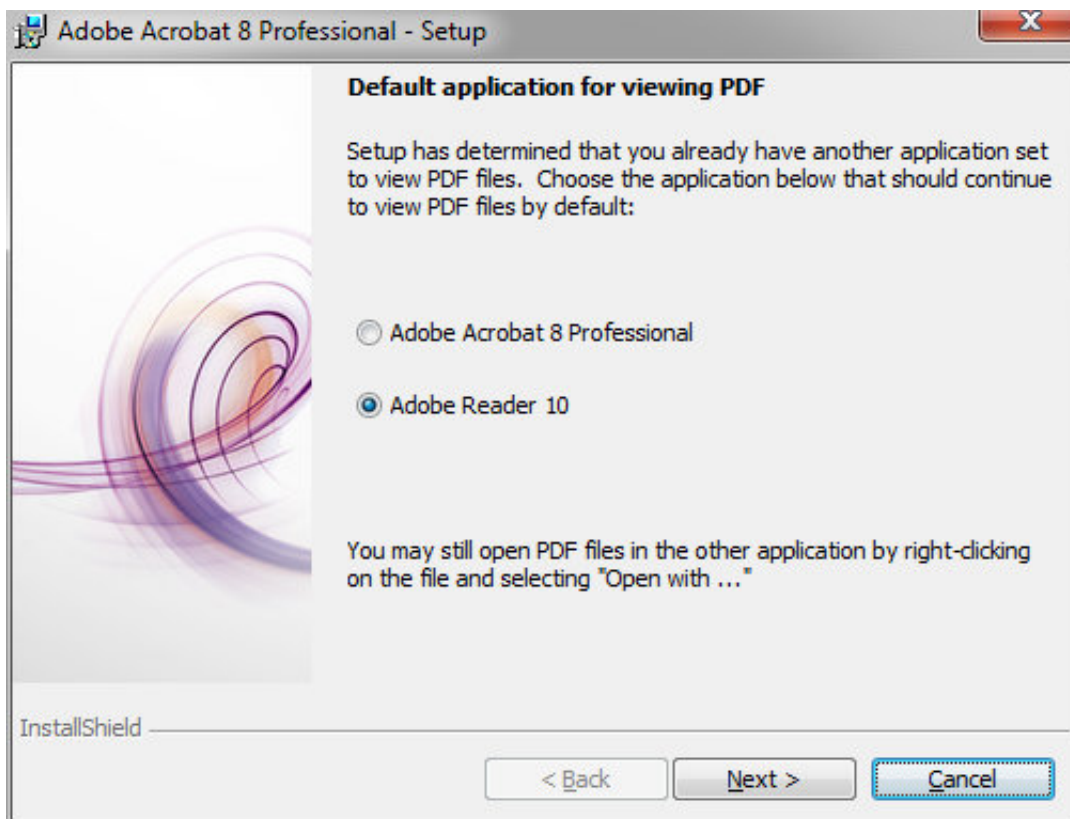 Adobe Acrobat 8 Professional - Setup
Default application for viewing PDF
Setup has determined that you already have another application set
to view PDF files.  Choose the application below that should continue
to view PDF files by default:
Adobe Acrobat 8 Professional
Adobe Reader 10
You may still open PDF files in the other application by right-clicking
on the file and selecting "Open with ..."
InstallShield
< Back
Next >
Cancel